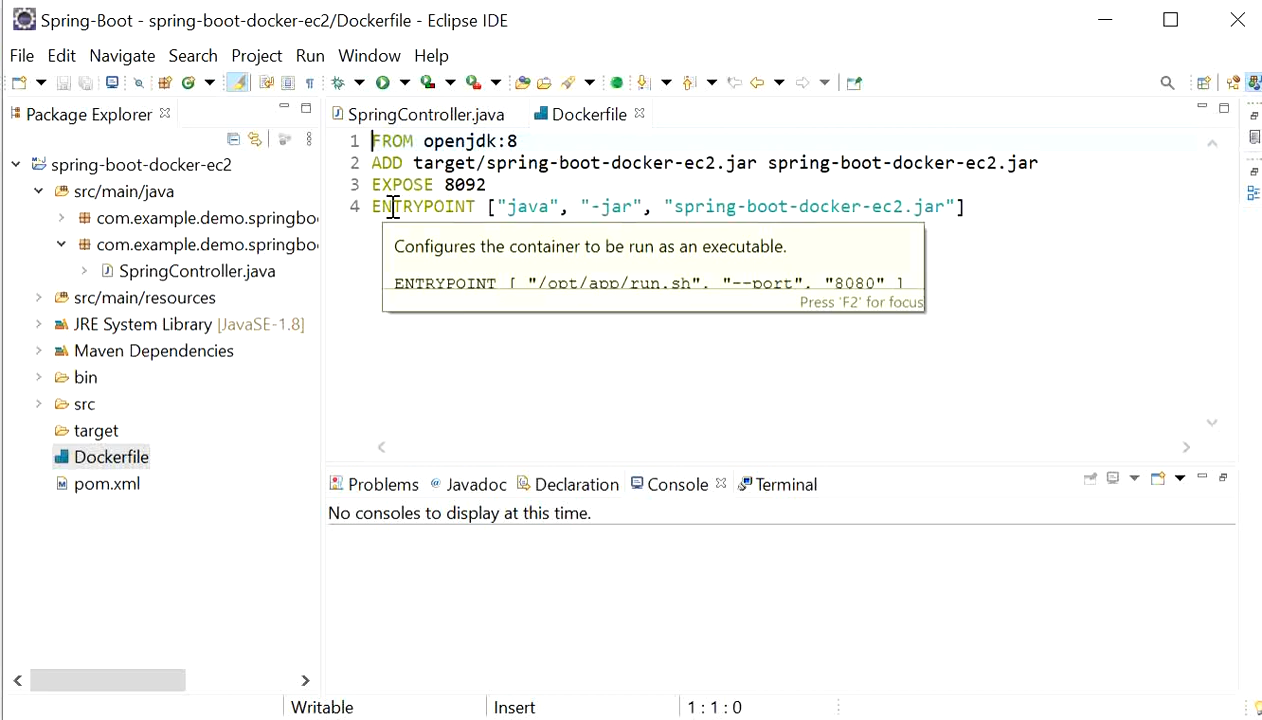 Spring-Boot - spring-boot-docker-ec2/Dockerfile - Eclipse IDE
File Edit Navigate Search Project Run Window Help
Package Explorer
spring-boot-docker-ec2
src/main/java
com.example.demo.springbo
com.example.demo.springbo
SpringController.java
src/main/resources
JRE System Library [JavaSE-1.8]
Maven Dependencies
bin
src
target
Dockerfile
pom.xml
SpringController.java Dockerfile
1 FROM openjdk:8
2 ADD target/spring-boot-docker-ec2.jar spring-boot-docker-ec2.jar
3 EXPOSE 8092
4 ENTRYPOINT ["java", "-jar", "spring-boot-docker-ec2.jar"]
Configures the container to be run as an executable.
ENTRYPOINT [ "/opt/app/run.sh", "--port", "8080" ]
Press 'F2' for focus
Problems @ Javadoc Declaration Console Terminal
No consoles to display at this time.
Writable Insert 1 : 1 : 0